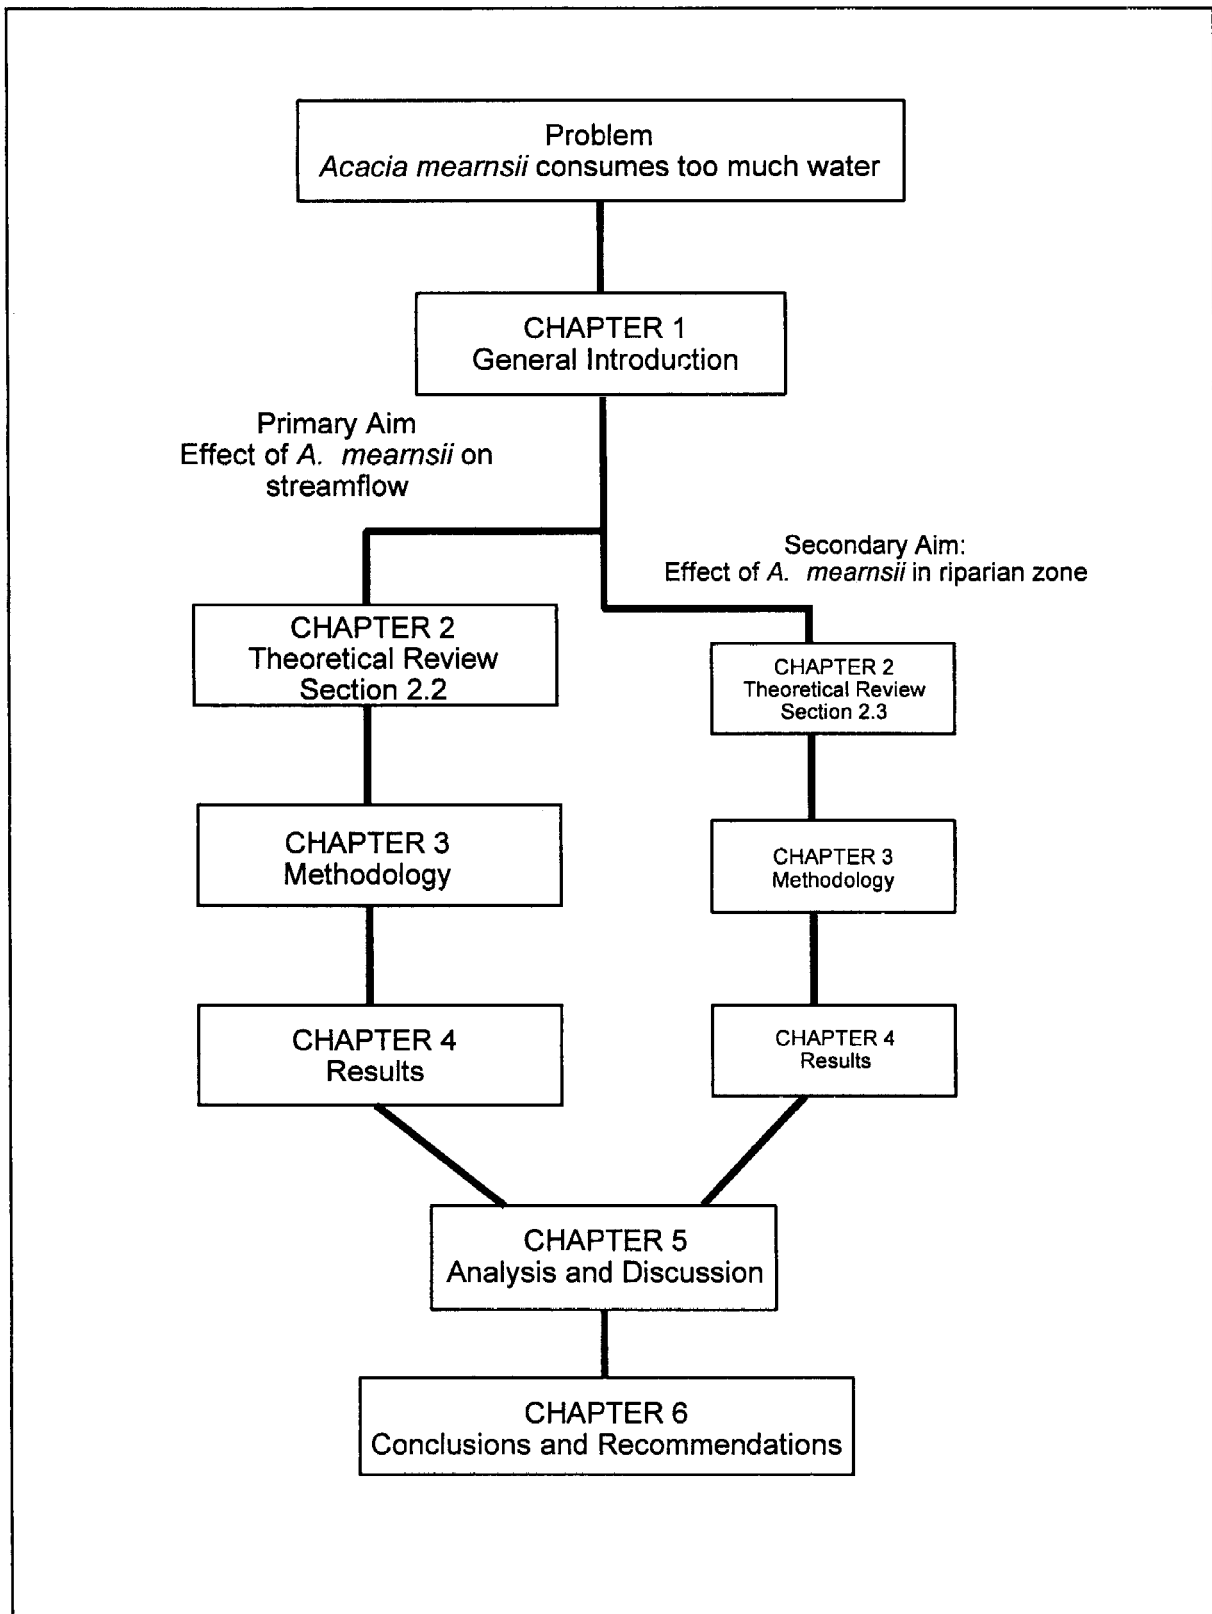 Problem
Acacia mearnsii consumes too much water
CHAPTER 1
General Introduction
Primary Aim
Effect of A. mearnsii on
streamflow
Secondary Aim:
Effect of A. mearnsii in riparian zone
CHAPTER 2
Theoretical Review
Section 2.2
CHAPTER 2
Theoretical Review
Section 2.3
CHAPTER 3
Methodology
CHAPTER 3
Methodology
CHAPTER 4
Results
CHAPTER 4
Results
CHAPTER 5
Analysis and Discussion
CHAPTER 6
Conclusions and Recommendations